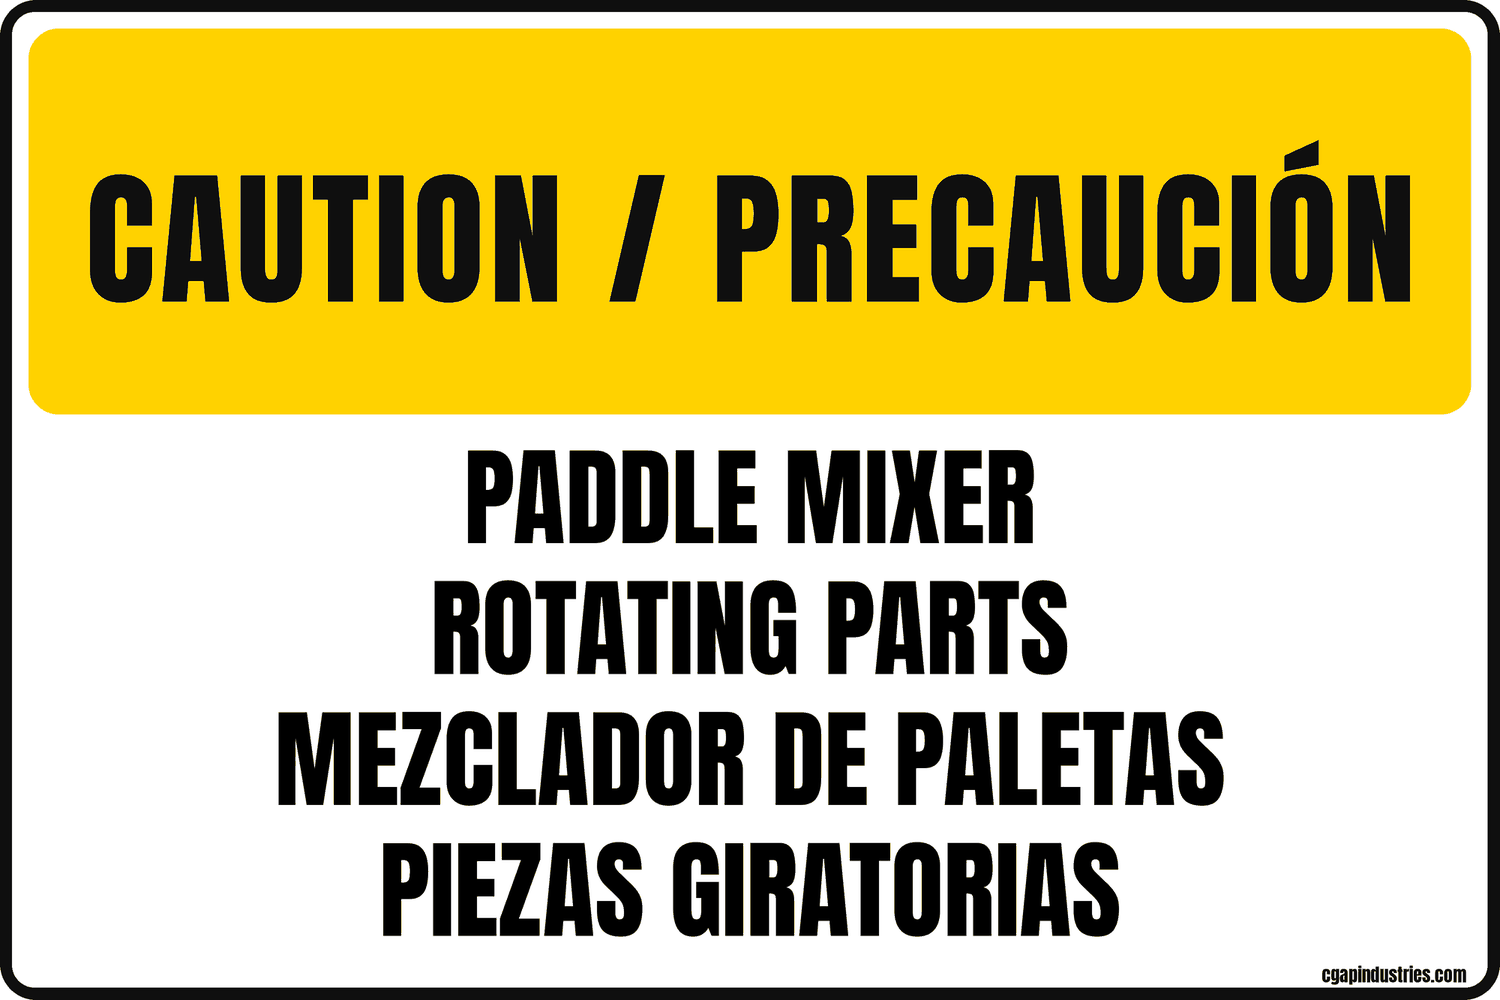 CAUTION / PRECAUCIÓN
PADDLE MIXER
ROTATING PARTS
MEZCLADOR DE PALETAS
PIEZAS GIRATORIAS
cgapindustries.com